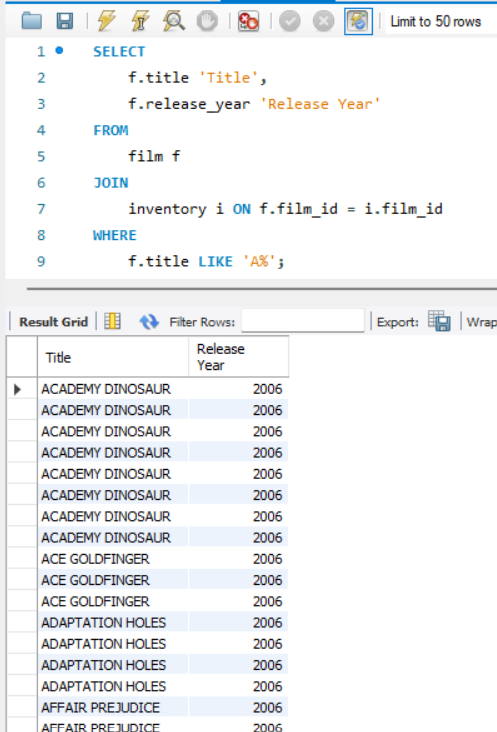 Limit to 50 rows
1 SELECT
2 f.title 'Title',
3 f.release_year 'Release Year'
4 FROM
5 film f
6 JOIN
7 inventory i ON f.film_id = i.film_id
8 WHERE
9 f.title LIKE 'A%';
Result Grid Filter Rows: Export: Wrap
Title Release Year
ACADEMY DINOSAUR 2006
ACADEMY DINOSAUR 2006
ACADEMY DINOSAUR 2006
ACADEMY DINOSAUR 2006
ACADEMY DINOSAUR 2006
ACADEMY DINOSAUR 2006
ACADEMY DINOSAUR 2006
ACADEMY DINOSAUR 2006
ACE GOLDFINGER 2006
ACE GOLDFINGER 2006
ACE GOLDFINGER 2006
ADAPTATION HOLES 2006
ADAPTATION HOLES 2006
ADAPTATION HOLES 2006
ADAPTATION HOLES 2006
AFFAIR PREJUDICE 2006
AFFAIR PREJUDICE 2006